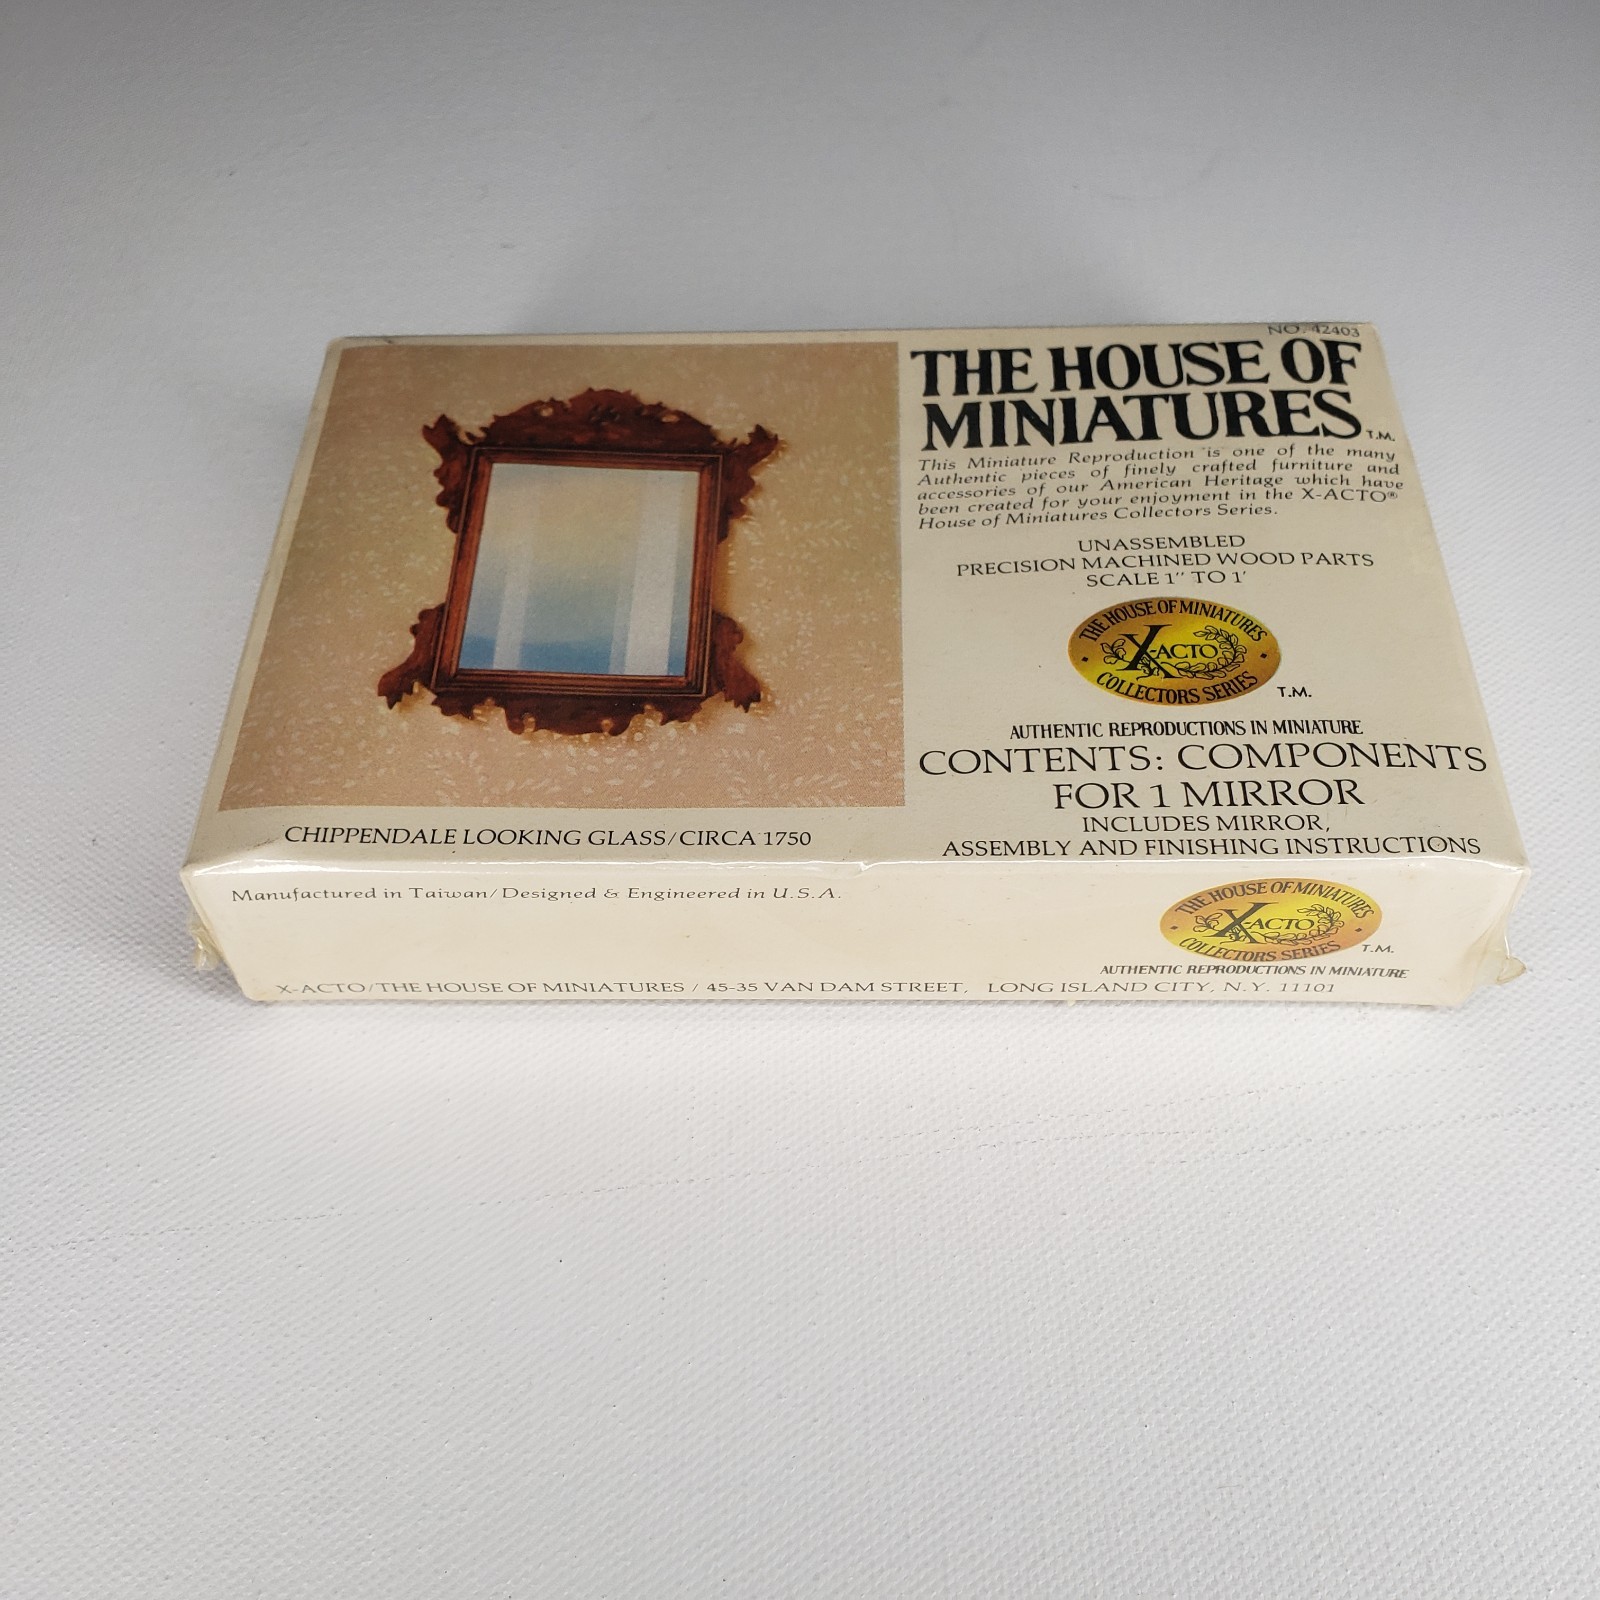 NO. 42403
THE HOUSE OF
MINIATURES T.M.
This Miniature Reproduction is one of the many
Authentic pieces of finely crafted furniture and
accessories of our American Heritage which have
been created for your enjoyment in the X-ACTO®
House of Miniatures Collectors Series.
UNASSEMBLED
PRECISION MACHINED WOOD PARTS
SCALE 1" TO 1'
THE HOUSE OF MINIATURES
X-ACTO
COLLECTORS SERIES
T.M.
AUTHENTIC REPRODUCTIONS IN MINIATURE
CONTENTS: COMPONENTS
FOR 1 MIRROR
INCLUDES MIRROR,
ASSEMBLY AND FINISHING INSTRUCTIONS
CHIPPENDALE LOOKING GLASS/CIRCA 1750
Manufactured in Taiwan/Designed & Engineered in U.S.A.
THE HOUSE OF MINIATURES
X-ACTO
COLLECTORS SERIES
T.M.
AUTHENTIC REPRODUCTIONS IN MINIATURE
X-ACTO/THE HOUSE OF MINIATURES / 45-35 VAN DAM STREET, LONG ISLAND CITY, N.Y. 11101